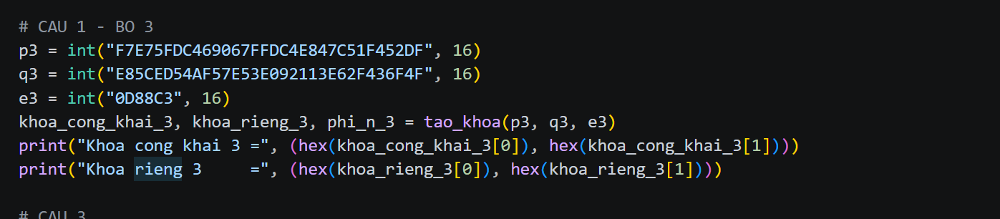 # CAU 1 - BO 3
p3 = int("F7E75FDC469067FFDC4E847C51F452DF", 16)
q3 = int("E85CED54AF57E53E092113E62F436F4F", 16)
e3 = int("0D88C3", 16)
khoa_cong_khai_3, khoa_rieng_3, phi_n_3 = tao_khoa(p3, q3, e3)
print("Khoa cong khai 3 =", (hex(khoa_cong_khai_3[0]), hex(khoa_cong_khai_3[1])))
print("Khoa rieng 3     =", (hex(khoa_rieng_3[0]), hex(khoa_rieng_3[1])))
# CAU 3